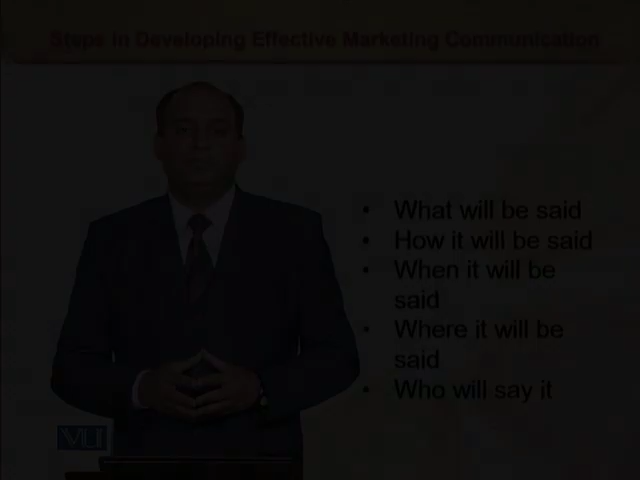 Steps in Developing Effective Marketing Communication
• What will be said
• How it will be said
• When it will be
said
• Where it will be
said
• Who will say it
VU